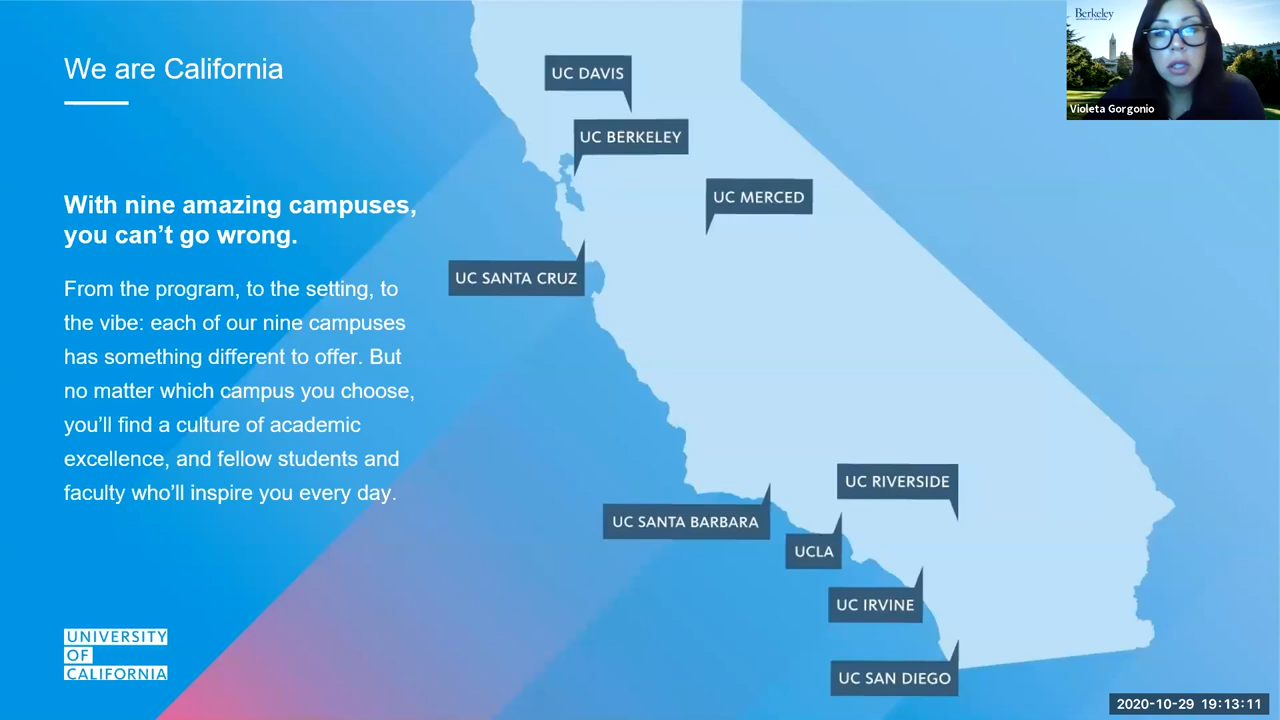 We are California
With nine amazing campuses,
you can’t go wrong.
From the program, to the setting, to
the vibe: each of our nine campuses
has something different to offer. But
no matter which campus you choose,
you’ll find a culture of academic
excellence, and fellow students and
faculty who’ll inspire you every day.
UNIVERSITY
OF
CALIFORNIA
UC DAVIS
UC BERKELEY
UC MERCED
UC SANTA CRUZ
UC RIVERSIDE
UC SANTA BARBARA
UCLA
UC IRVINE
UC SAN DIEGO
Berkeley
Violeta Gorgonio
2020-10-29 19:13:11